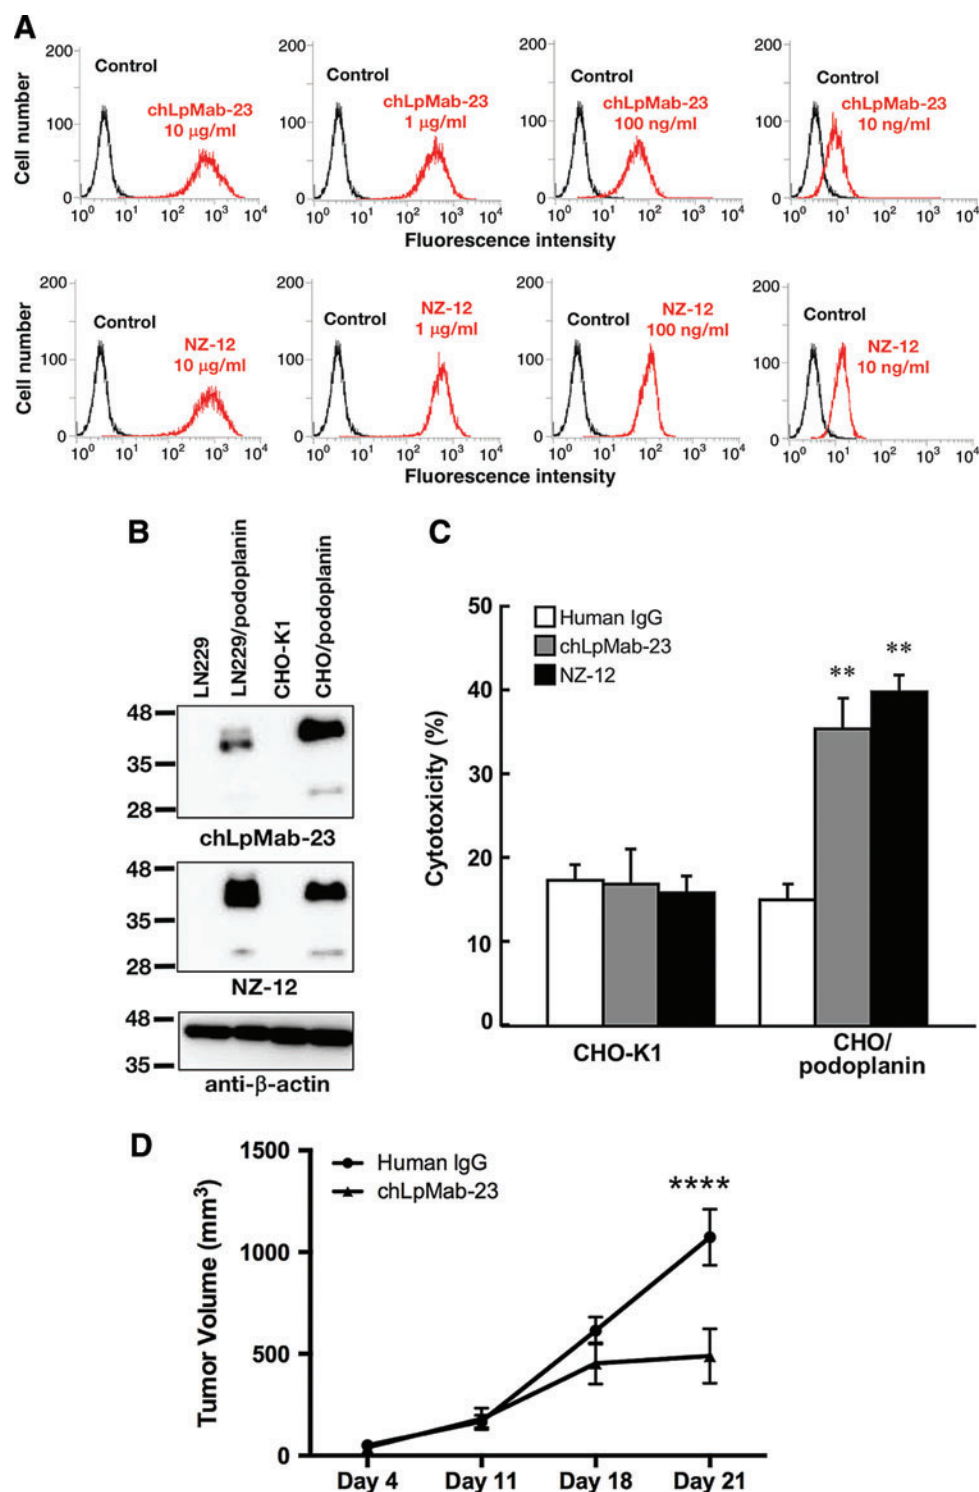 A
200
100
0
Cell number
Control
chLpMab-23
10 µg/ml
10⁰ 10¹ 10² 10³ 10⁴
200
100
0
Control
chLpMab-23
1 µg/ml
10⁰ 10¹ 10² 10³ 10⁴
200
100
0
Control
chLpMab-23
100 ng/ml
10⁰ 10¹ 10² 10³ 10⁴
200
100
0
Control
chLpMab-23
10 ng/ml
10⁰ 10¹ 10² 10³ 10⁴
Fluorescence intensity
Fluorescence intensity
200
100
0
Cell number
Control
NZ-12
10 µg/ml
10⁰ 10¹ 10² 10³ 10⁴
200
100
0
Control
NZ-12
1 µg/ml
10⁰ 10¹ 10² 10³ 10⁴
200
100
0
Control
NZ-12
100 ng/ml
10⁰ 10¹ 10² 10³ 10⁴
200
100
0
Control
NZ-12
10 ng/ml
10⁰ 10¹ 10² 10³ 10⁴
Fluorescence intensity
Fluorescence intensity
B
LN229
LN229/podoplanin
CHO-K1
CHO/podoplanin
48
35
28
chLpMab-23
48
35
28
NZ-12
48
35
anti-β-actin
C
Cytotoxicity (%)
50
40
30
20
10
0
Human IgG
chLpMab-23
NZ-12
**
**
CHO-K1
CHO/
podoplanin
D
Tumor Volume (mm³)
1500
1000
500
0
Human IgG
chLpMab-23
****
Day 4 Day 11 Day 18 Day 21